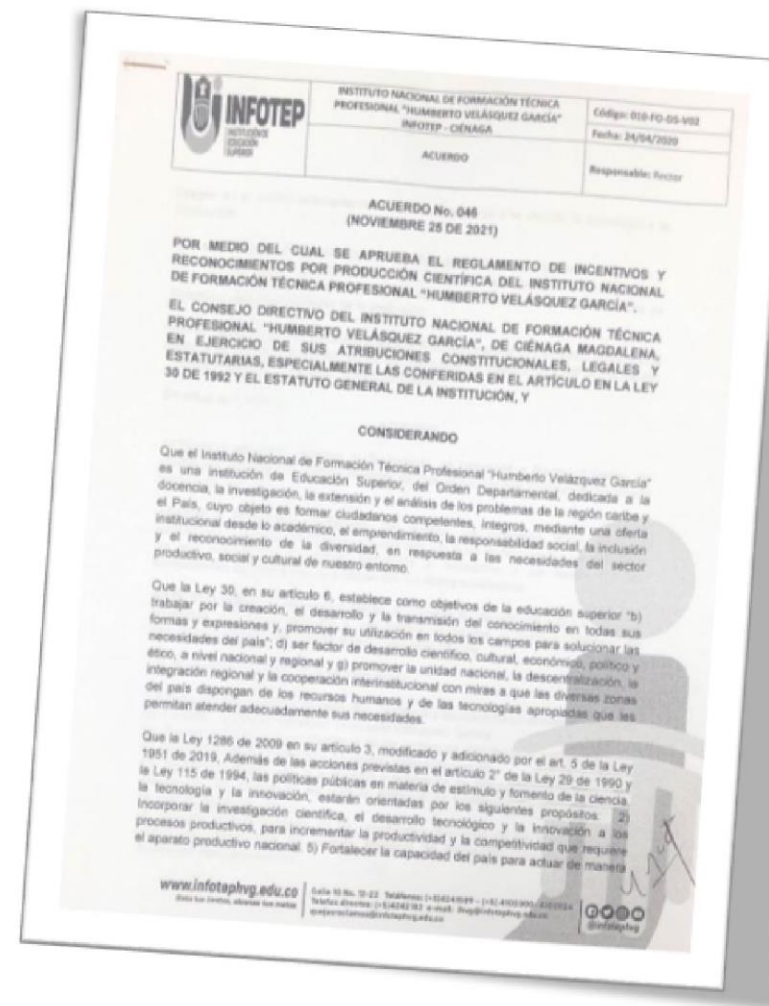 INFOTEP
INSTITUCIÓN DE
EDUCACIÓN
SUPERIOR
INSTITUTO NACIONAL DE FORMACIÓN TÉCNICA
PROFESIONAL "HUMBERTO VELÁSQUEZ GARCÍA"
INFOTEP - CIÉNAGA
ACUERDO
Código: 010-FO-DS-V02
Fecha: 24/04/2020
Responsable: Rector
ACUERDO No. 046
(NOVIEMBRE 25 DE 2021)
POR MEDIO DEL CUAL SE APRUEBA EL REGLAMENTO DE INCENTIVOS Y
RECONOCIMIENTOS POR PRODUCCIÓN CIENTÍFICA DEL INSTITUTO NACIONAL
DE FORMACIÓN TÉCNICA PROFESIONAL "HUMBERTO VELÁSQUEZ GARCÍA".
EL CONSEJO DIRECTIVO DEL INSTITUTO NACIONAL DE FORMACIÓN TÉCNICA
PROFESIONAL "HUMBERTO VELÁSQUEZ GARCÍA", DE CIÉNAGA MAGDALENA,
EN EJERCICIO DE SUS ATRIBUCIONES CONSTITUCIONALES, LEGALES Y
ESTATUTARIAS, ESPECIALMENTE LAS CONFERIDAS EN EL ARTÍCULO EN LA LEY
30 DE 1992 Y EL ESTATUTO GENERAL DE LA INSTITUCIÓN, Y
CONSIDERANDO
Que el Instituto Nacional de Formación Técnica Profesional "Humberto Velázquez García"
es una institución de Educación Superior, del Orden Departamental, dedicada a la
docencia, la investigación, la extensión y el análisis de los problemas de la región caribe y
el País, cuyo objeto es formar ciudadanos competentes, íntegros, mediante una oferta
institucional desde lo académico, el emprendimiento, la responsabilidad social, la inclusión
y el reconocimiento de la diversidad, en respuesta a las necesidades del sector
productivo, social y cultural de nuestro entorno.
Que la Ley 30, en su artículo 6, establece como objetivos de la educación superior "b)
trabajar por la creación, el desarrollo y la transmisión del conocimiento en todas sus
formas y expresiones y, promover su utilización en todos los campos para solucionar las
necesidades del país"; d) ser factor de desarrollo científico, cultural, económico, político y
ético, a nivel nacional y regional y g) promover la unidad nacional, la descentralización, la
integración regional y la cooperación interinstitucional con miras a que las diversas zonas
del país dispongan de los recursos humanos y de las tecnologías apropiadas que les
permitan atender adecuadamente sus necesidades.
Que la Ley 1286 de 2009 en su artículo 3, modificado y adicionado por el art. 5 de la Ley
1951 de 2019, Además de las acciones previstas en el artículo 2° de la Ley 29 de 1990 y
la Ley 115 de 1994, las políticas públicas en materia de estímulo y fomento de la ciencia,
la tecnología y la innovación, estarán orientadas por los siguientes propósitos: 2)
Incorporar la investigación científica, el desarrollo tecnológico y la innovación a los
procesos productivos, para incrementar la productividad y la competitividad que requiere
el aparato productivo nacional. 5) Fortalecer la capacidad del país para actuar de manera
www.infotephvg.edu.co
@infotephvg